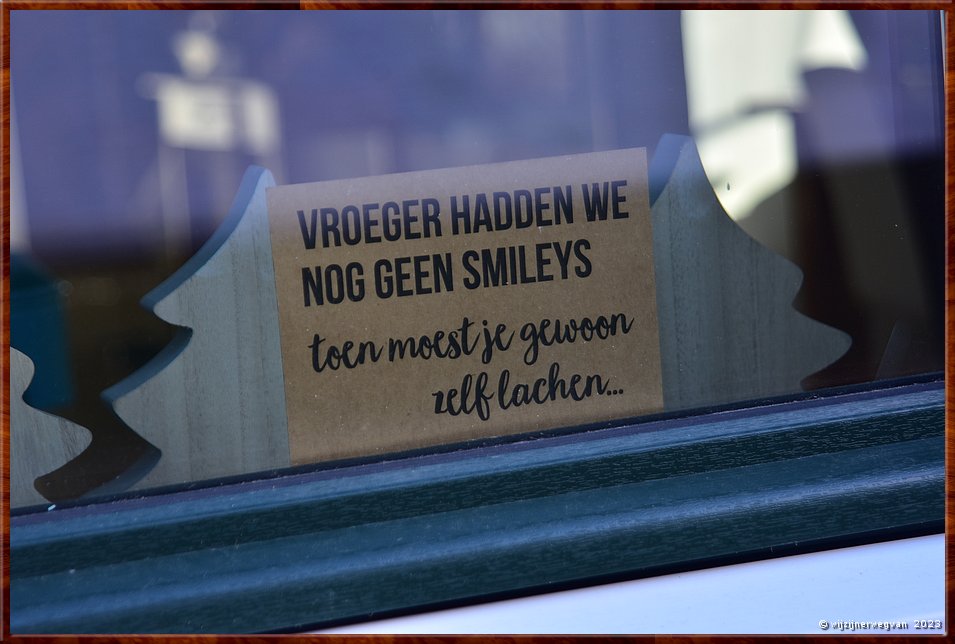 VROEGER HADDEN WE
NOG GEEN SMILEYS
toen moest je gewoon
zelf lachen...
© wijzijnerwegvan 2023